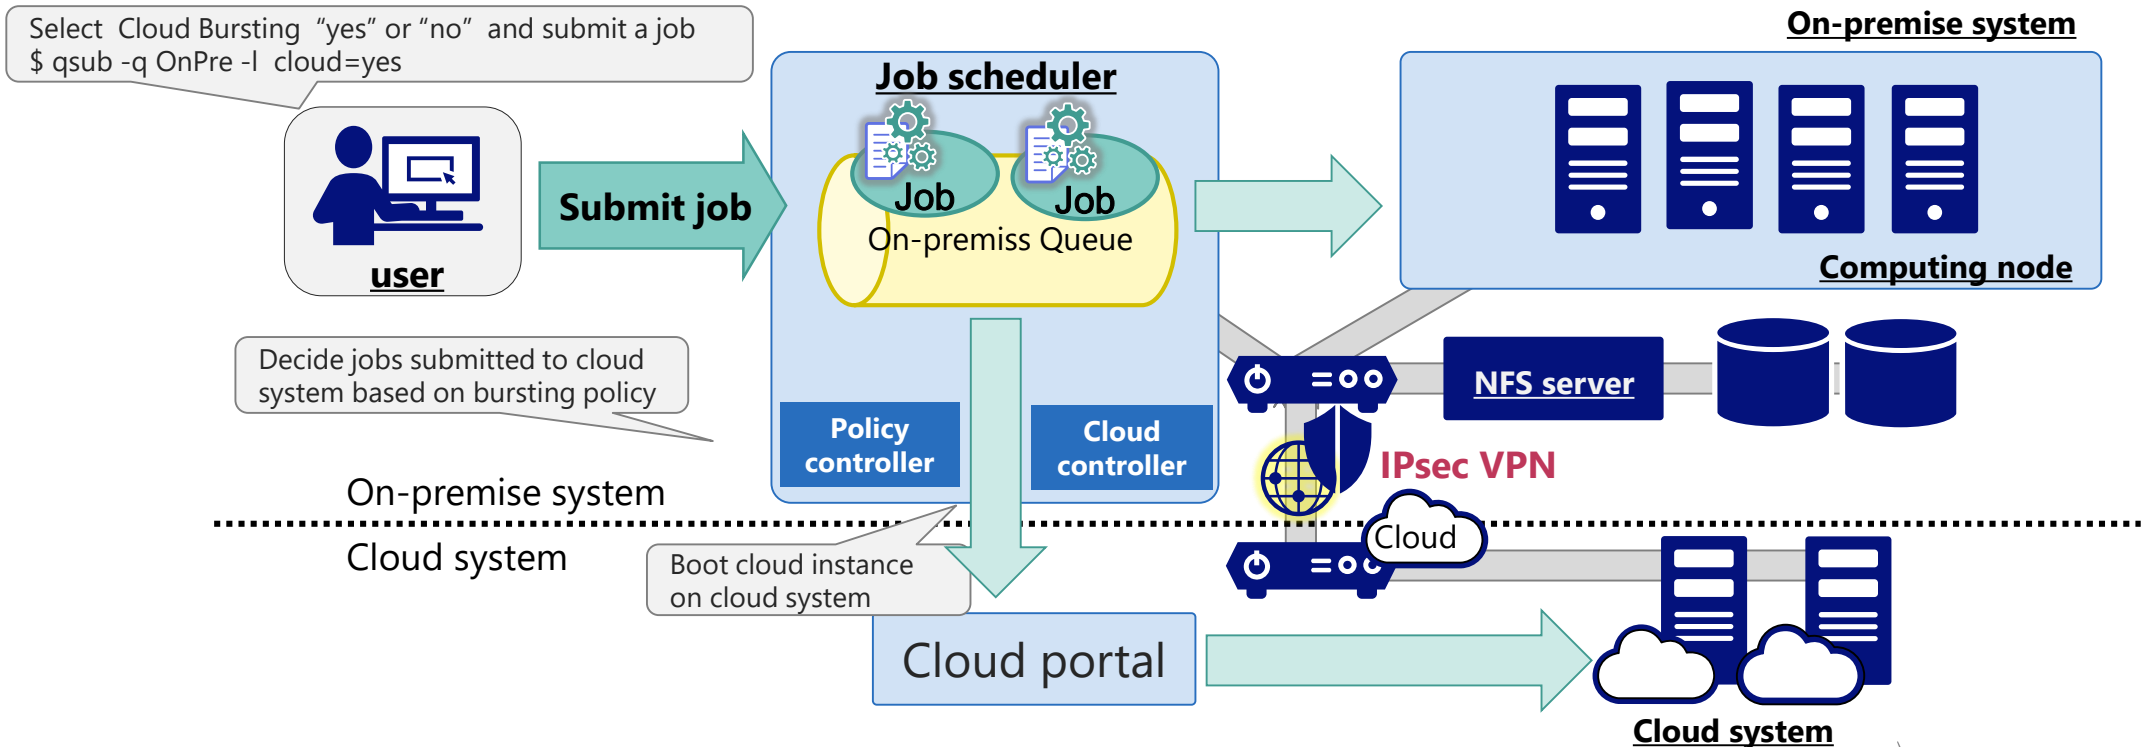 Select Cloud Bursting “yes” or “no” and submit a job
$ qsub -q OnPre -l cloud=yes
On-premise system
Job scheduler
Job
Job
Submit job
On-premiss Queue
user
Computing node
Decide jobs submitted to cloud
system based on bursting policy
NFS server
Policy
controller
Cloud
controller
IPsec VPN
On-premise system
Cloud system
Cloud
Boot cloud instance
on cloud system
Cloud portal
Cloud system